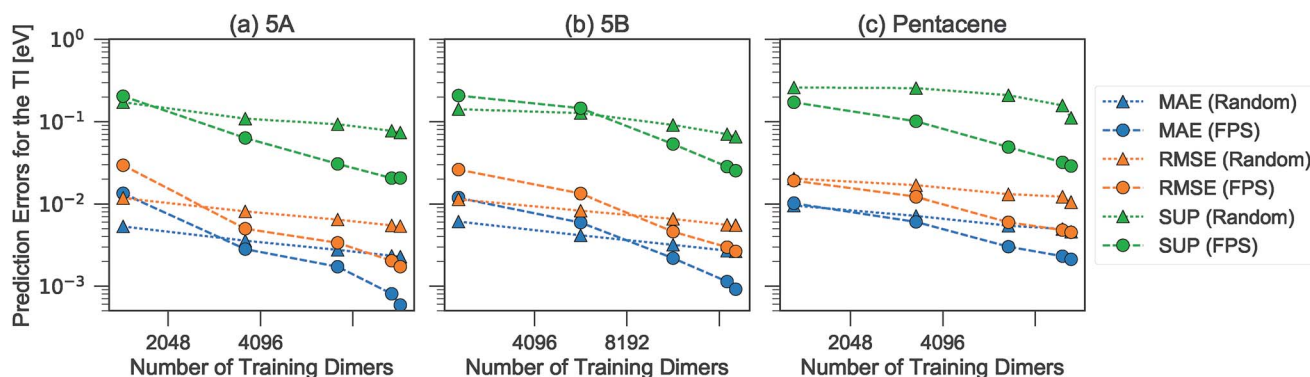 (a) 5A
(b) 5B
(c) Pentacene
Prediction Errors for the TI [eV]
10⁰
10⁻¹
10⁻²
10⁻³
2048
4096
4096
8192
2048
4096
Number of Training Dimers
Number of Training Dimers
Number of Training Dimers
MAE (Random)
MAE (FPS)
RMSE (Random)
RMSE (FPS)
SUP (Random)
SUP (FPS)